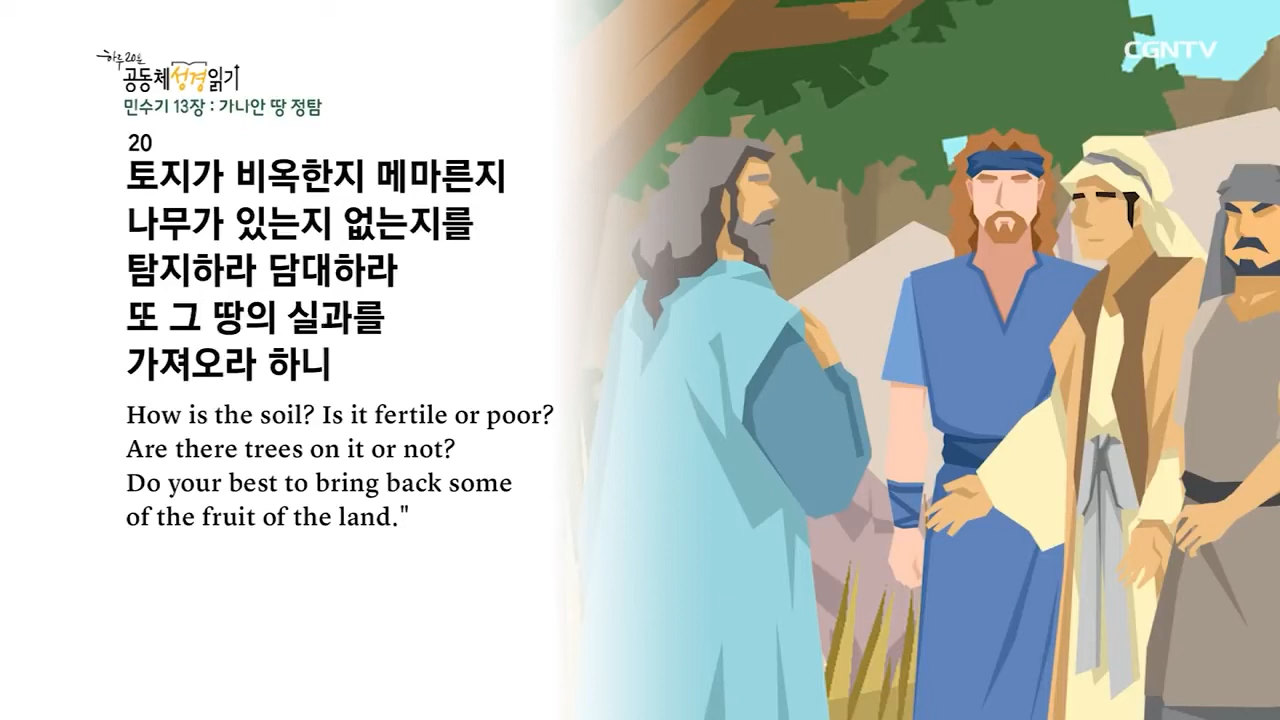 하루 20분
공동체성경읽기
민수기 13장 : 가나안 땅 정탐
CGNTV
20
토지가 비옥한지 메마른지
나무가 있는지 없는지를
탐지하라 담대하라
또 그 땅의 실과를
가져오라 하니
How is the soil? Is it fertile or poor?
Are there trees on it or not?
Do your best to bring back some
of the fruit of the land."